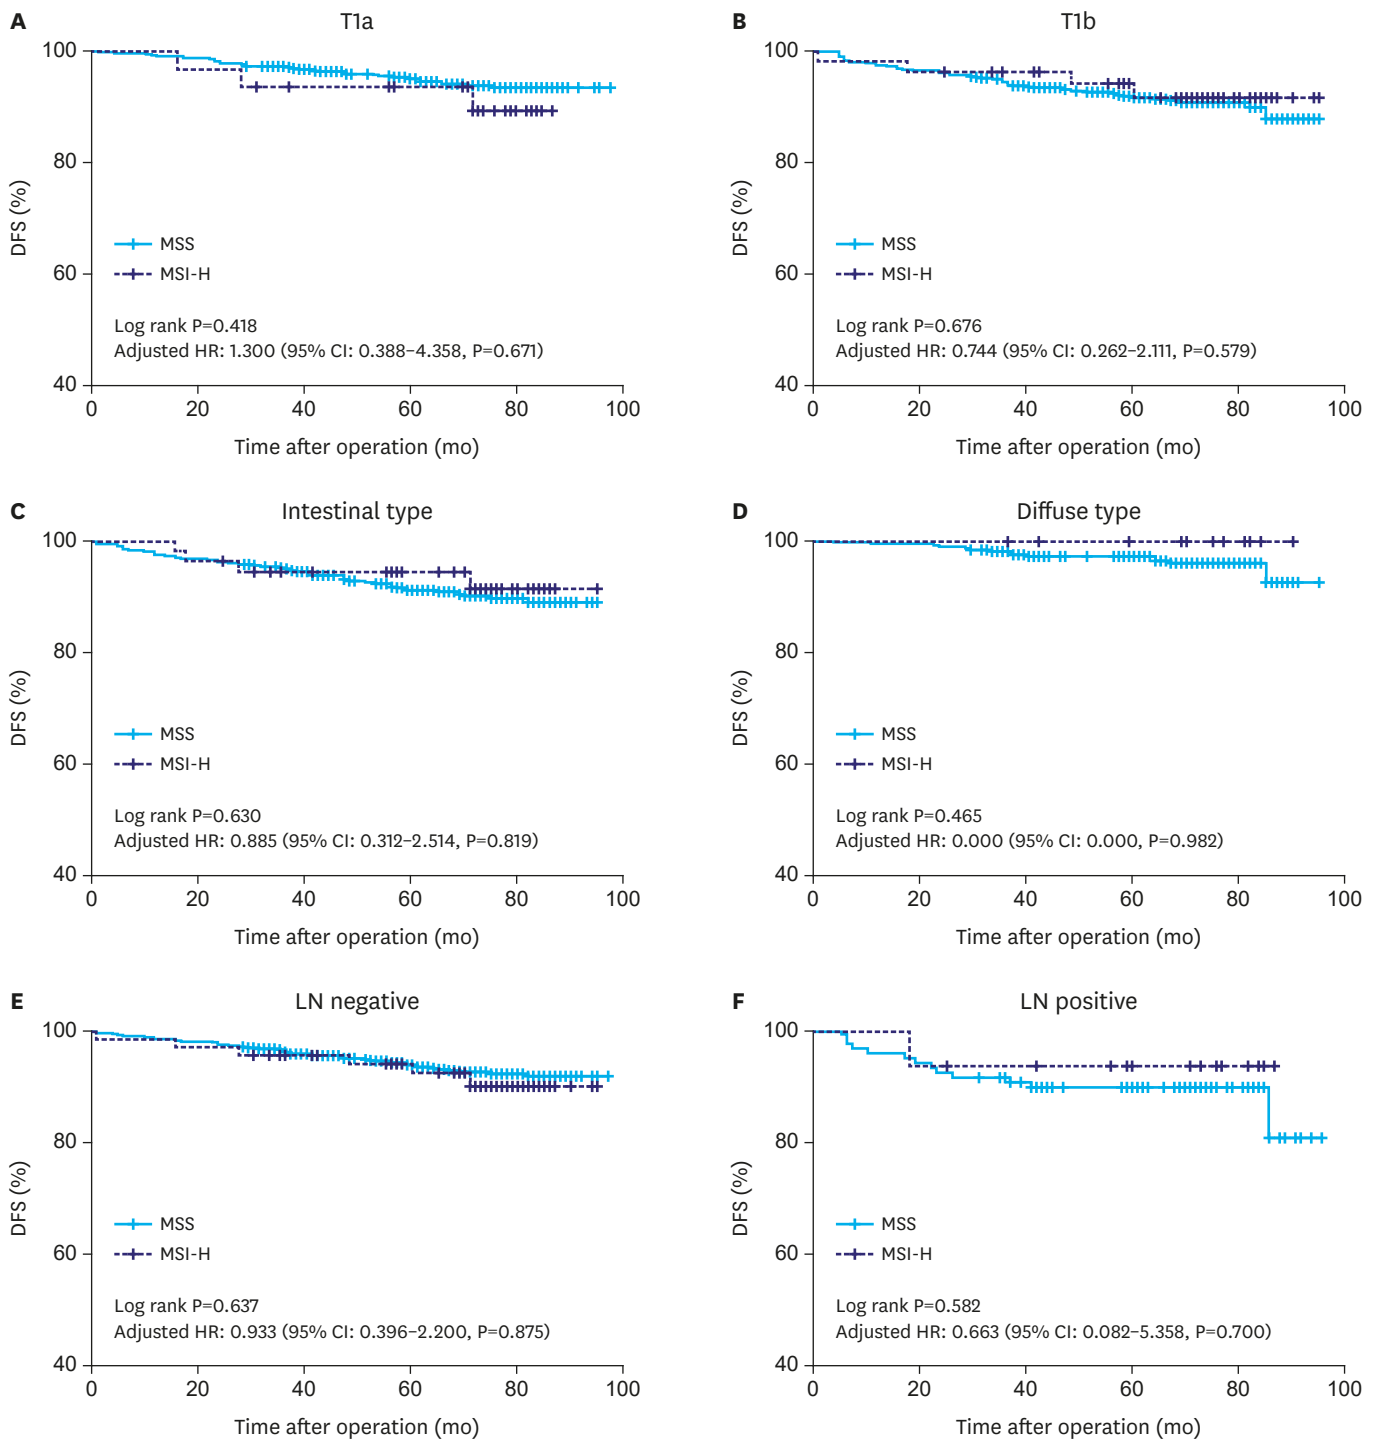 A T1a
100
80
60
40
DFS (%)
MSS
MSI-H
Log rank P=0.418
Adjusted HR: 1.300 (95% CI: 0.388–4.358, P=0.671)
0 20 40 60 80 100
Time after operation (mo)
B T1b
100
80
60
40
DFS (%)
MSS
MSI-H
Log rank P=0.676
Adjusted HR: 0.744 (95% CI: 0.262–2.111, P=0.579)
0 20 40 60 80 100
Time after operation (mo)
C Intestinal type
100
80
60
40
DFS (%)
MSS
MSI-H
Log rank P=0.630
Adjusted HR: 0.885 (95% CI: 0.312–2.514, P=0.819)
0 20 40 60 80 100
Time after operation (mo)
D Diffuse type
100
80
60
40
DFS (%)
MSS
MSI-H
Log rank P=0.465
Adjusted HR: 0.000 (95% CI: 0.000, P=0.982)
0 20 40 60 80 100
Time after operation (mo)
E LN negative
100
80
60
40
DFS (%)
MSS
MSI-H
Log rank P=0.637
Adjusted HR: 0.933 (95% CI: 0.396–2.200, P=0.875)
0 20 40 60 80 100
Time after operation (mo)
F LN positive
100
80
60
40
DFS (%)
MSS
MSI-H
Log rank P=0.582
Adjusted HR: 0.663 (95% CI: 0.082–5.358, P=0.700)
0 20 40 60 80 100
Time after operation (mo)